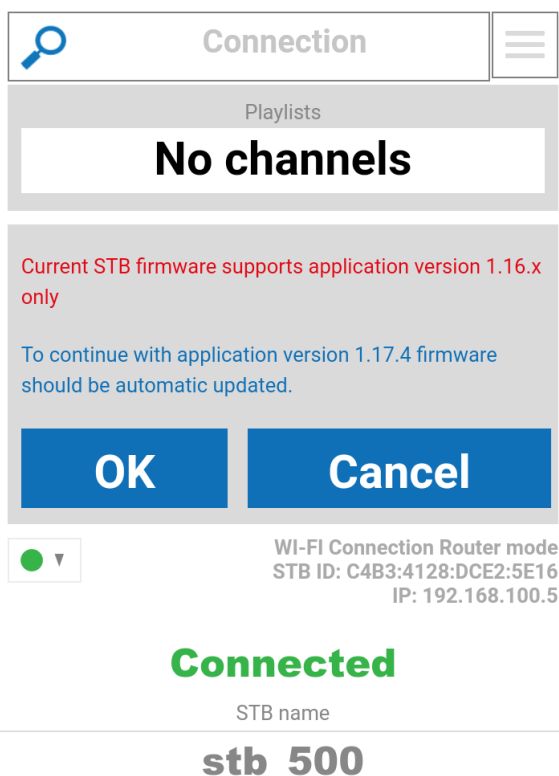 Connection
Playlists
No channels
Current STB firmware supports application version 1.16.x
only
To continue with application version 1.17.4 firmware
should be automatic updated.
OK
Cancel
WI-FI Connection Router mode
STB ID: C4B3:4128:DCE2:5E16
IP: 192.168.100.5
Connected
STB name
stb_500